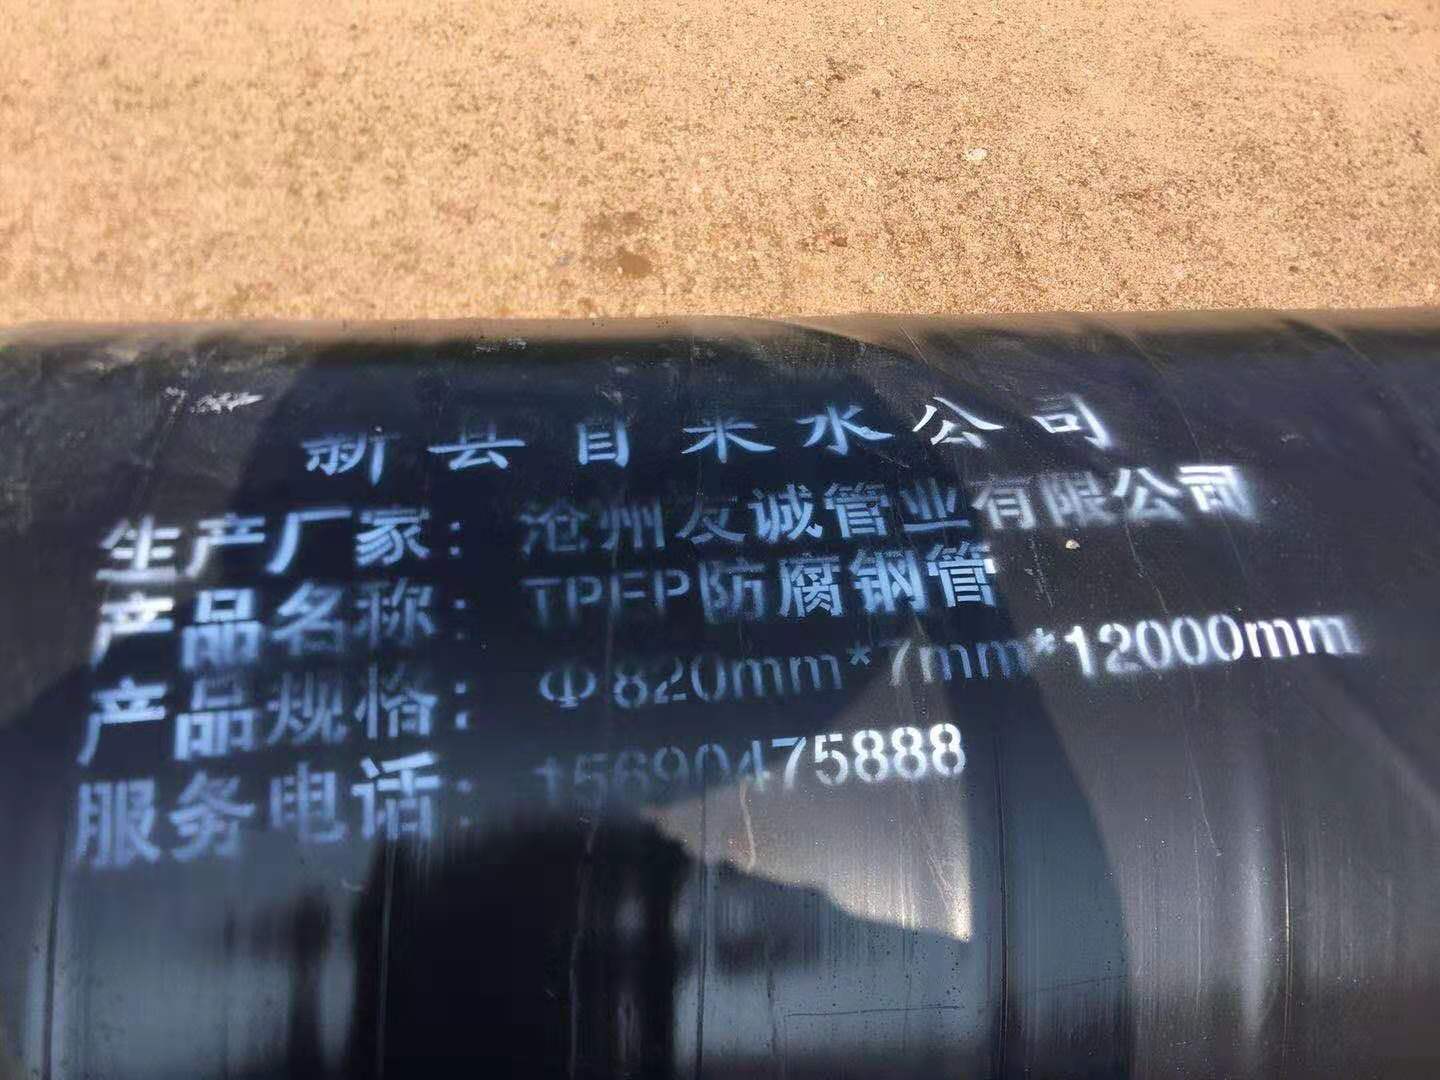 新县自来水公司
生产厂家：沧州友诚管业有限公司
产品名称：TPEP防腐钢管
产品规格：Φ820mm*7mm*12000mm
服务电话：15690475888